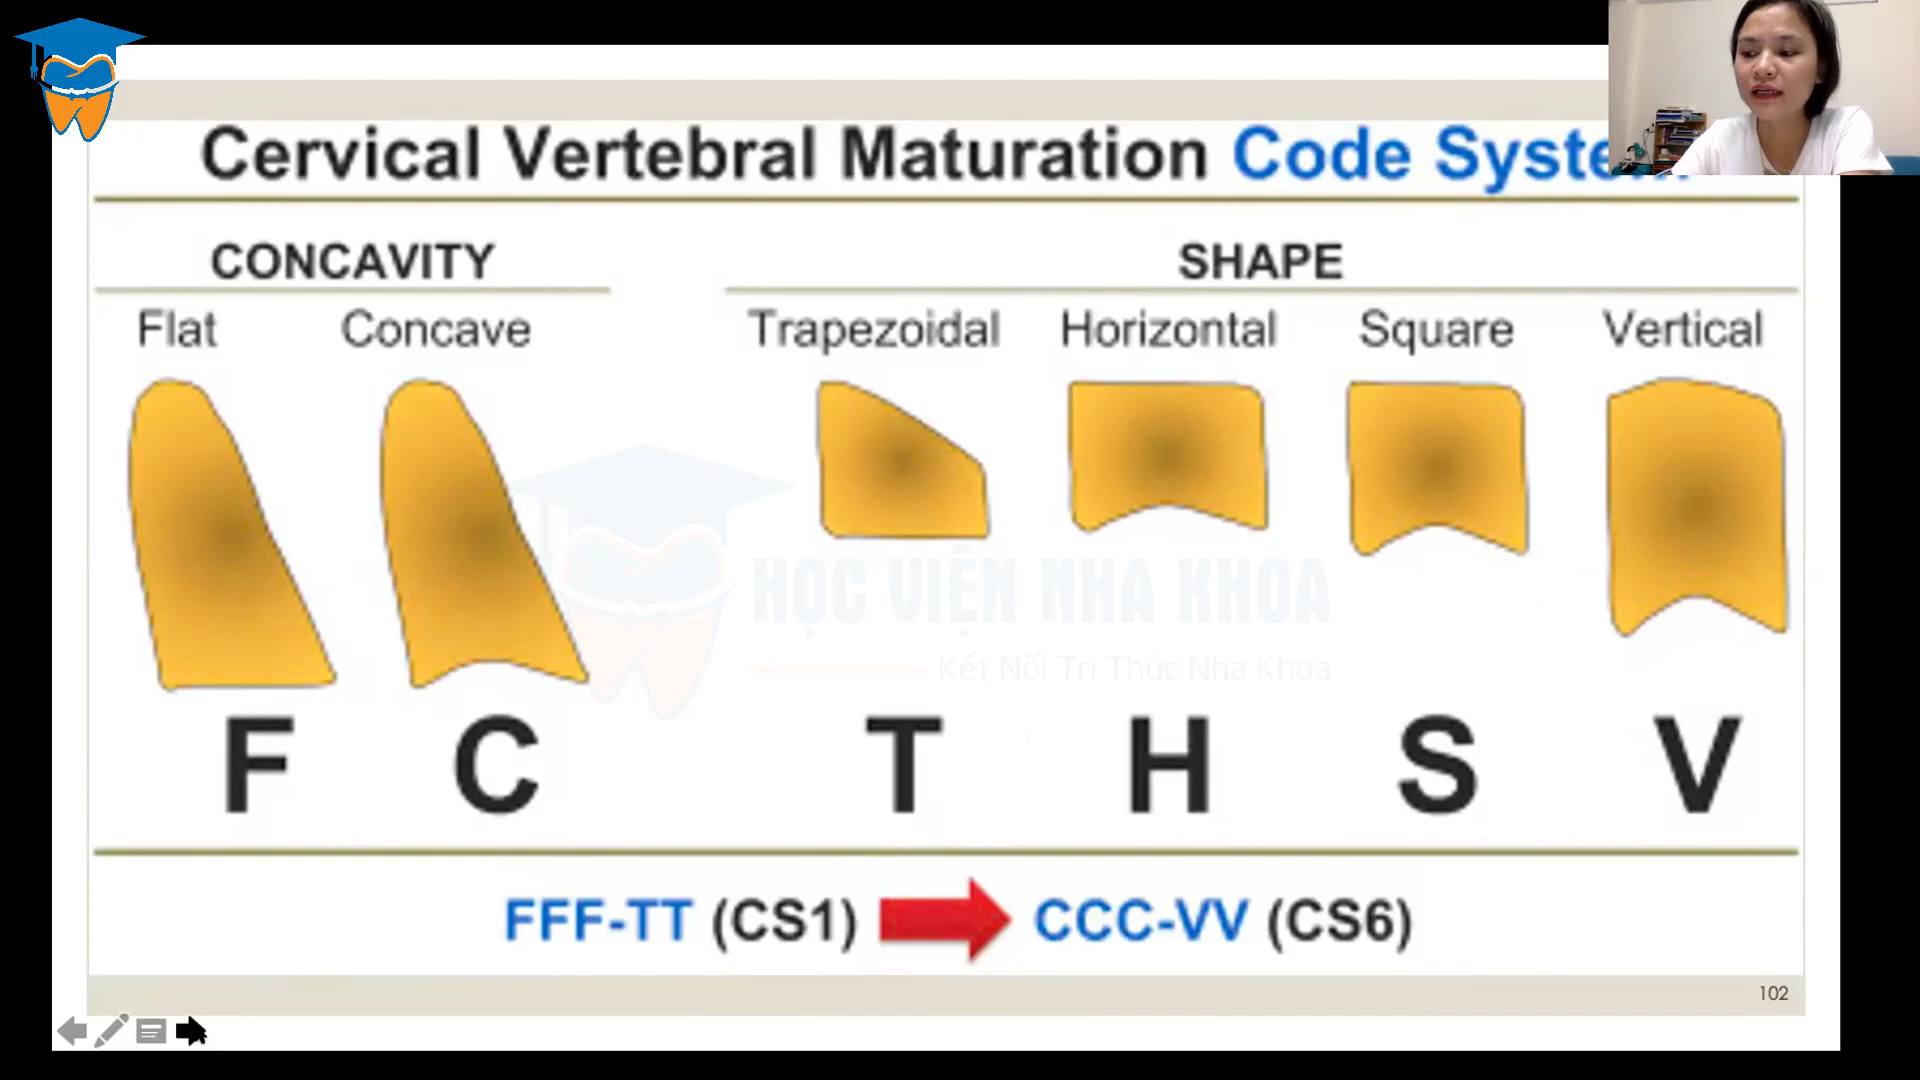 Cervical Vertebral Maturation Code Syste
CONCAVITY
SHAPE
Flat
Concave
Trapezoidal
Horizontal
Square
Vertical
HỌC VIỆN NHA KHOA
Kết Nối Tri Thức Nha Khoa
F
C
T
H
S
V
FFF-TT (CS1)
CCC-VV (CS6)
102